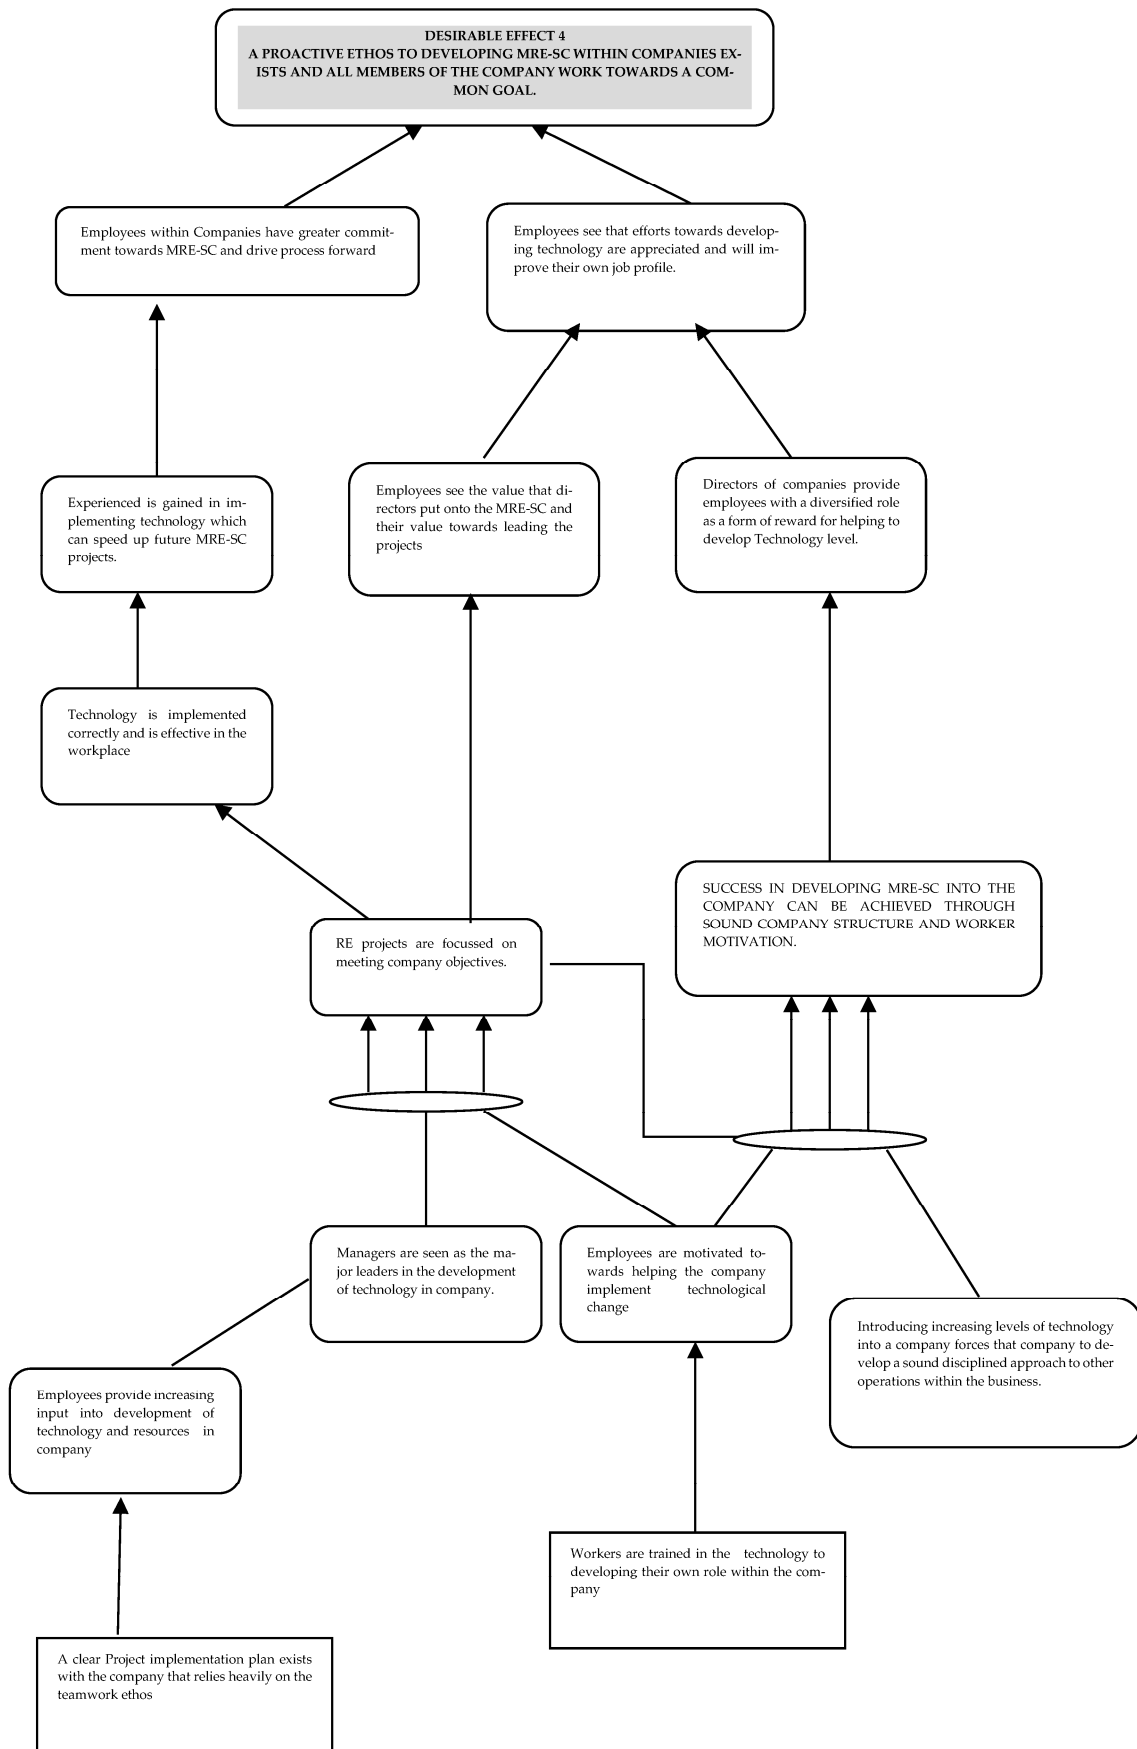 DESIRABLE EFFECT 4
A PROACTIVE ETHOS TO DEVELOPING MRE-SC WITHIN COMPANIES EX-
ISTS AND ALL MEMBERS OF THE COMPANY WORK TOWARDS A COM-
MON GOAL.
Employees within Companies have greater commit-
ment towards MRE-SC and drive process forward
Employees see that efforts towards develop-
ing technology are appreciated and will im-
prove their own job profile.
Experienced is gained in im-
plementing technology which
can speed up future MRE-SC
projects.
Employees see the value that di-
rectors put onto the MRE-SC and
their value towards leading the
projects
Directors of companies provide
employees with a diversified role
as a form of reward for helping to
develop Technology level.
Technology is implemented
correctly and is effective in the
workplace
SUCCESS IN DEVELOPING MRE-SC INTO THE
COMPANY CAN BE ACHIEVED THROUGH
SOUND COMPANY STRUCTURE AND WORKER
MOTIVATION.
RE projects are focussed on
meeting company objectives.
Managers are seen as the ma-
jor leaders in the development
of technology in company.
Employees are motivated to-
wards helping the company
implement technological
change
Introducing increasing levels of technology
into a company forces that company to de-
velop a sound disciplined approach to other
operations within the business.
Employees provide increasing
input into development of
technology and resources in
company
Workers are trained in the technology to
developing their own role within the com-
pany
A clear Project implementation plan exists
with the company that relies heavily on the
teamwork ethos